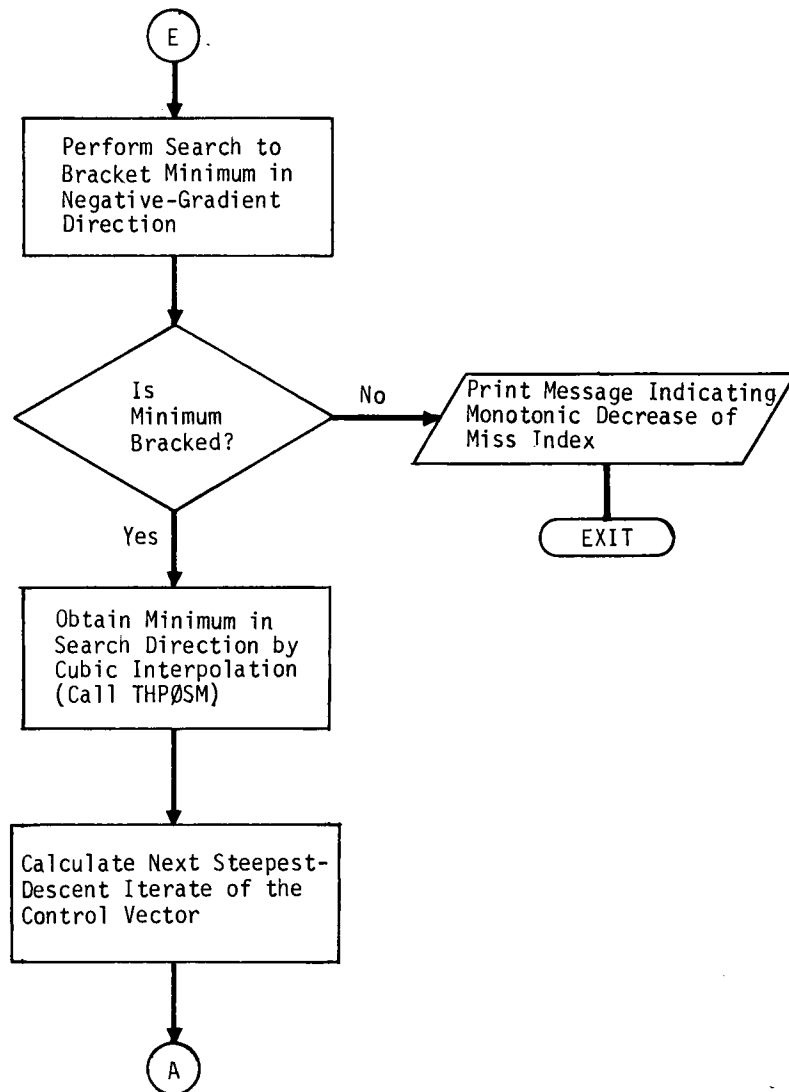 E
Perform Search to
Bracket Minimum in
Negative-Gradient
Direction
Is
Minimum
Bracked?
No
Print Message Indicating
Monotonic Decrease of
Miss Index
EXIT
Yes
Obtain Minimum in
Search Direction by
Cubic Interpolation
(Call THPØSM)
Calculate Next Steepest-
Descent Iterate of the
Control Vector
A